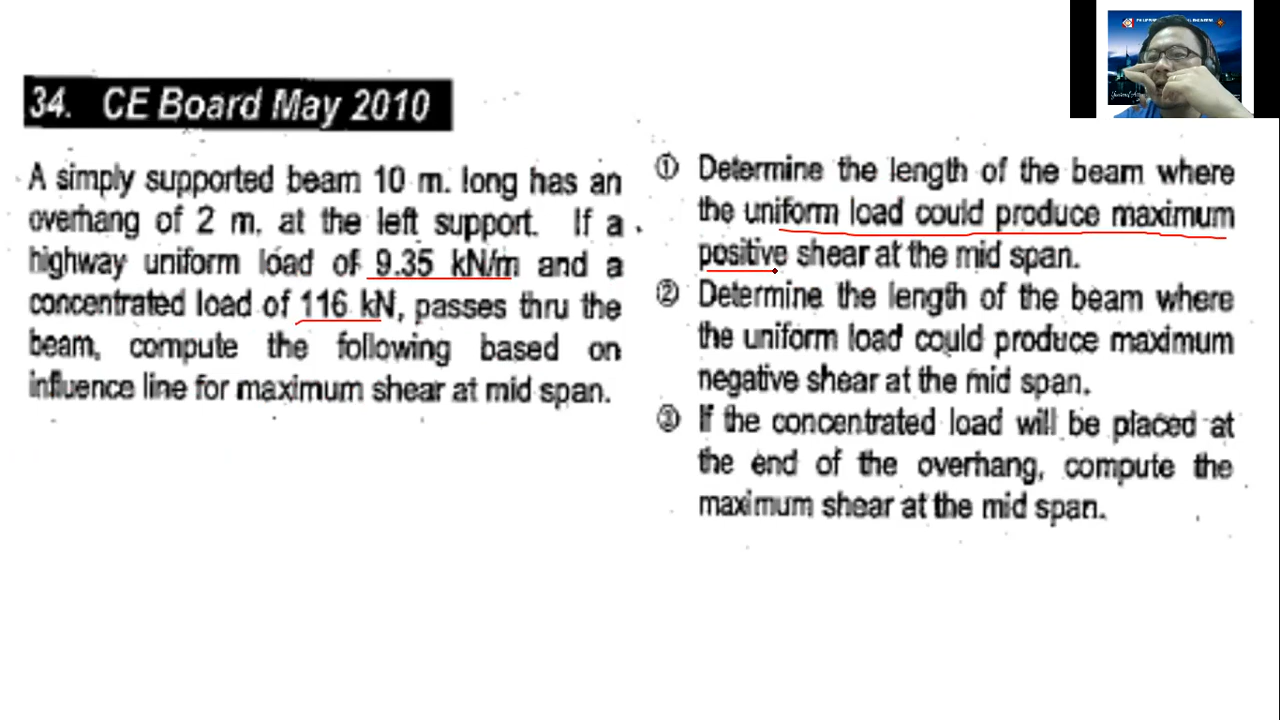 34. CE Board May 2010
A simply supported beam 10 m. long has an
overhang of 2 m. at the left support. If a
highway uniform load of 9.35 kN/m and a
concentrated load of 116 kN, passes thru the
beam, compute the following based on
influence line for maximum shear at mid span.
① Determine the length of the beam where
the uniform load could produce maximum
positive shear at the mid span.
② Determine the length of the beam where
the uniform load could produce maximum
negative shear at the mid span.
③ If the concentrated load will be placed at
the end of the overhang, compute the
maximum shear at the mid span.